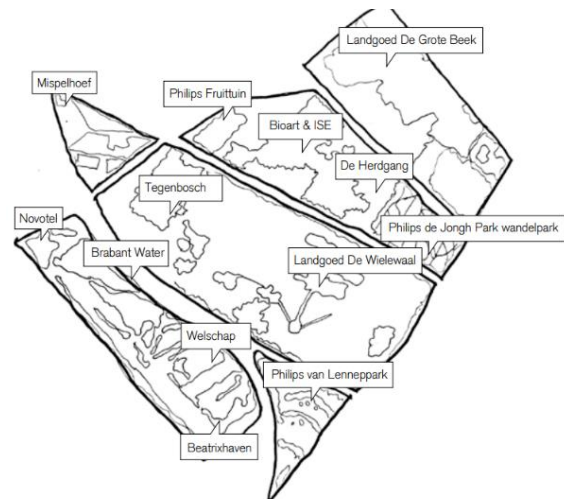 Landgoed De Grote Beek
Mispelhoef
Philips Fruittuin
Bioart & ISE
De Herdgang
Tegenbosch
Novotel
Philips de Jongh Park wandelpark
Brabant Water
Landgoed De Wielewaal
Welschap
Philips van Lenneppark
Beatrixhaven